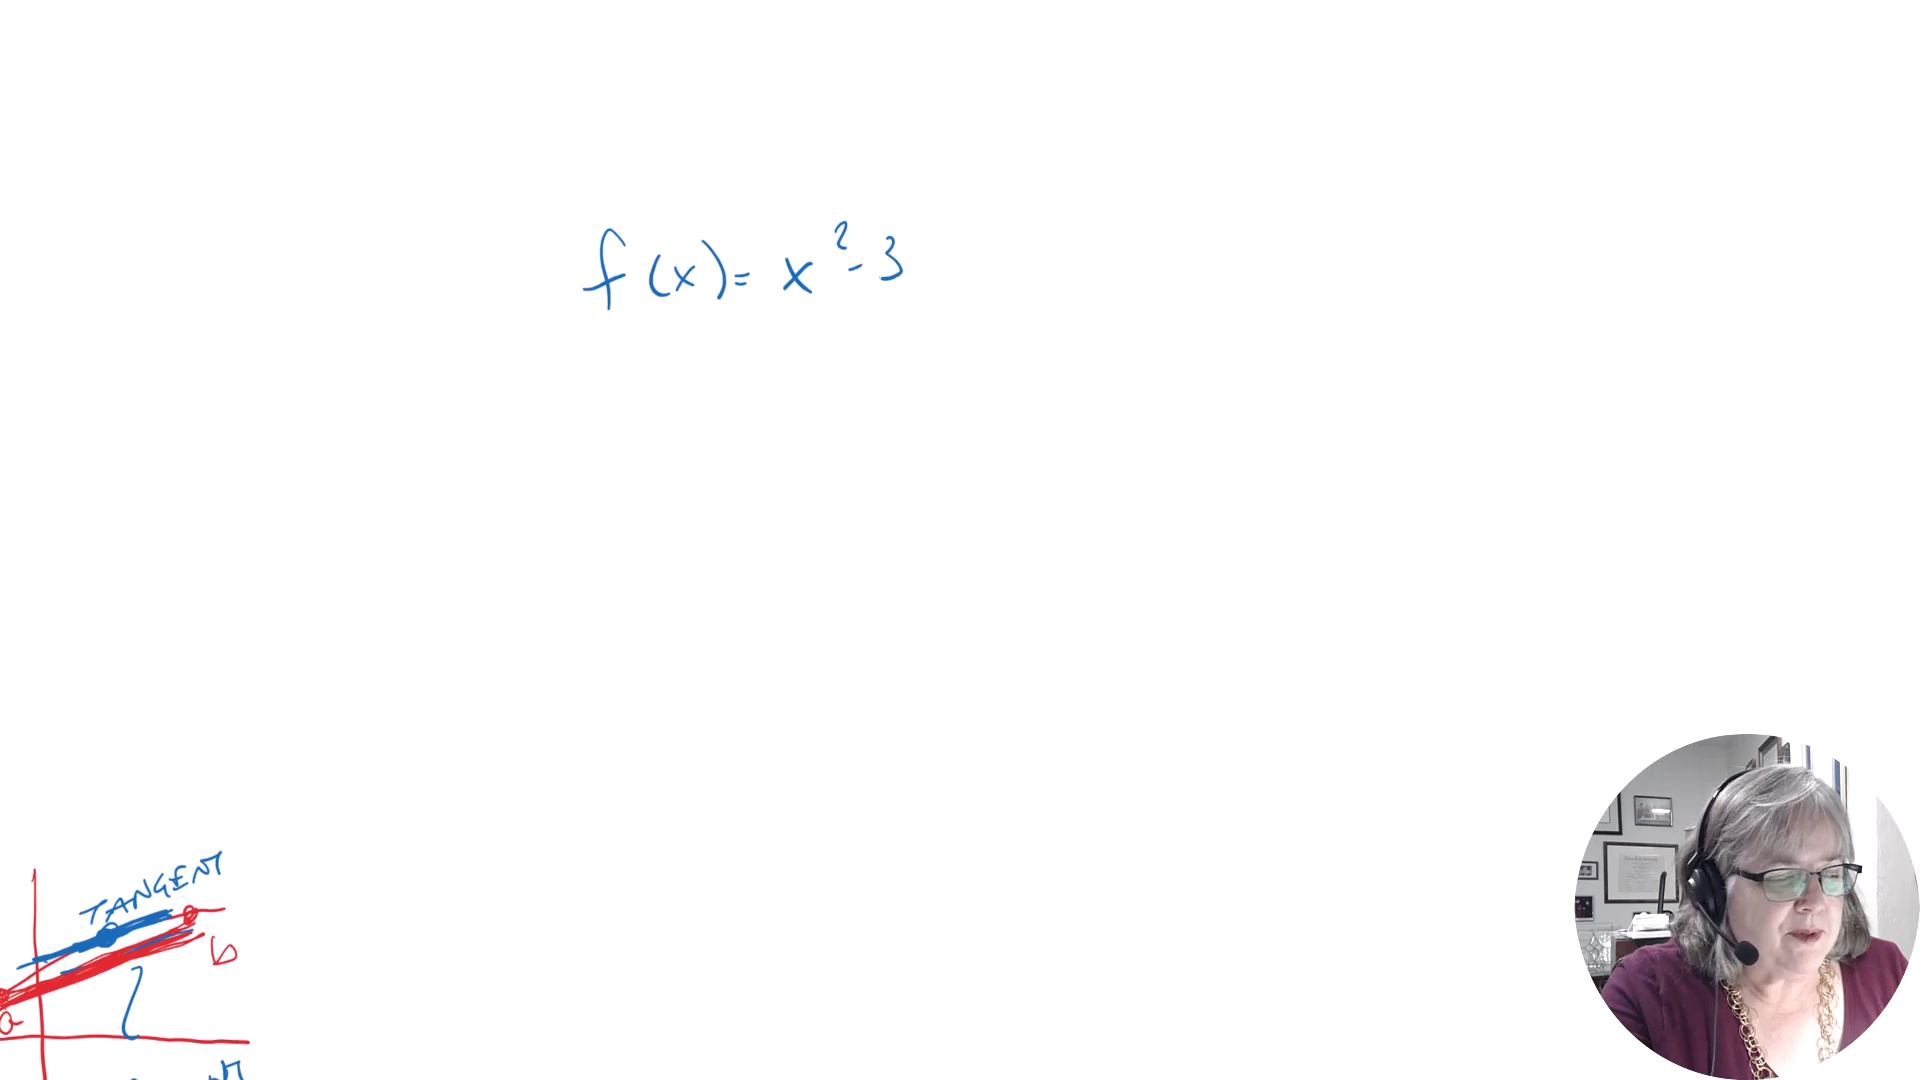 f(x) = x² - 3
TANGENT
b
a